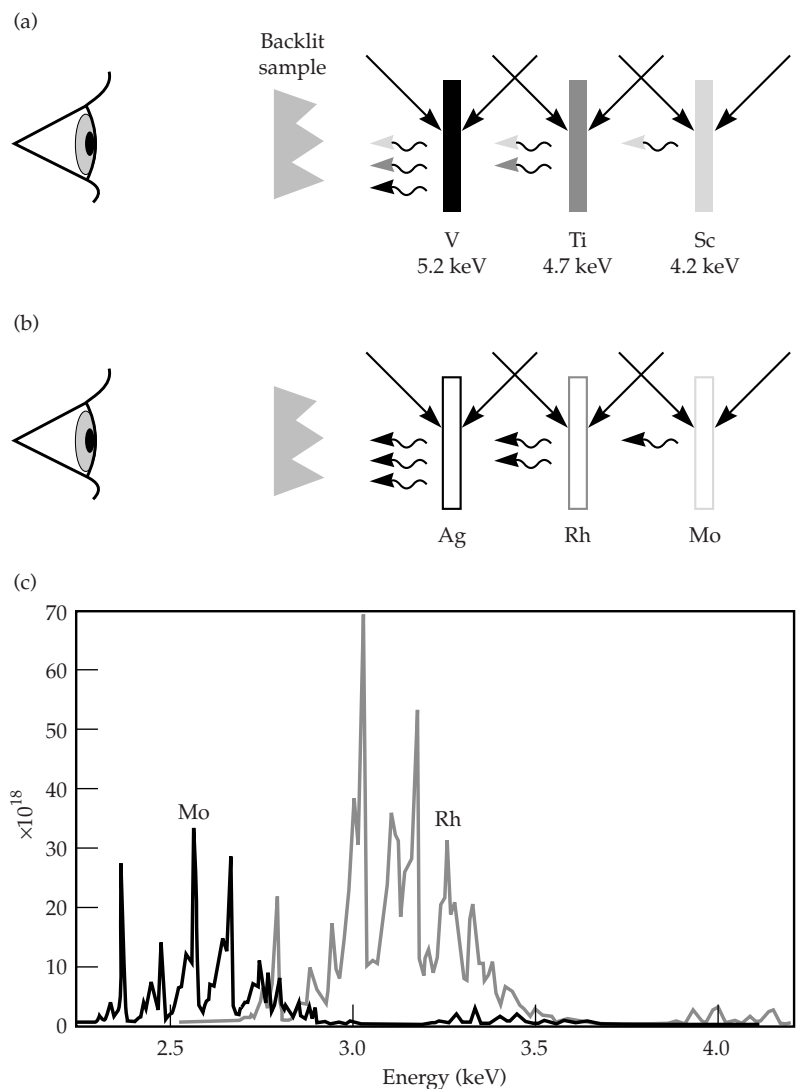 (a)
Backlit
sample
V
5.2 keV
Ti
4.7 keV
Sc
4.2 keV
(b)
Ag
Rh
Mo
(c)
70
60
50
40
30
20
10
0
×10¹⁸
Mo
Rh
2.5
3.0
3.5
4.0
Energy (keV)